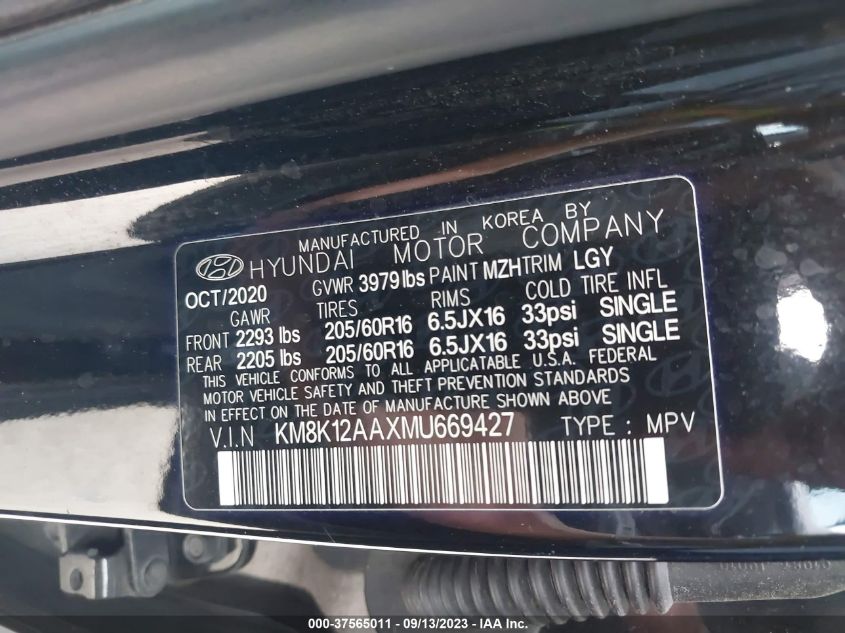 MANUFACTURED IN KOREA BY
HYUNDAI MOTOR COMPANY
OCT/2020 GVWR 3979lbs PAINT MZH TRIM LGY
GAWR TIRES RIMS COLD TIRE INFL
FRONT 2293 lbs 205/60R16 6.5JX16 33psi SINGLE
REAR 2205 lbs 205/60R16 6.5JX16 33psi SINGLE
THIS VEHICLE CONFORMS TO ALL APPLICATABLE U.S.A. FEDERAL
MOTOR VEHICLE SAFETY AND THEFT PREVENTION STANDARDS
IN EFFECT ON THE DATE OF MANUFACTURE SHOWN ABOVE
V.I.N KM8K12AAXMU669427 TYPE : MPV
000-37565011 - 09/13/2023 - IAA Inc.